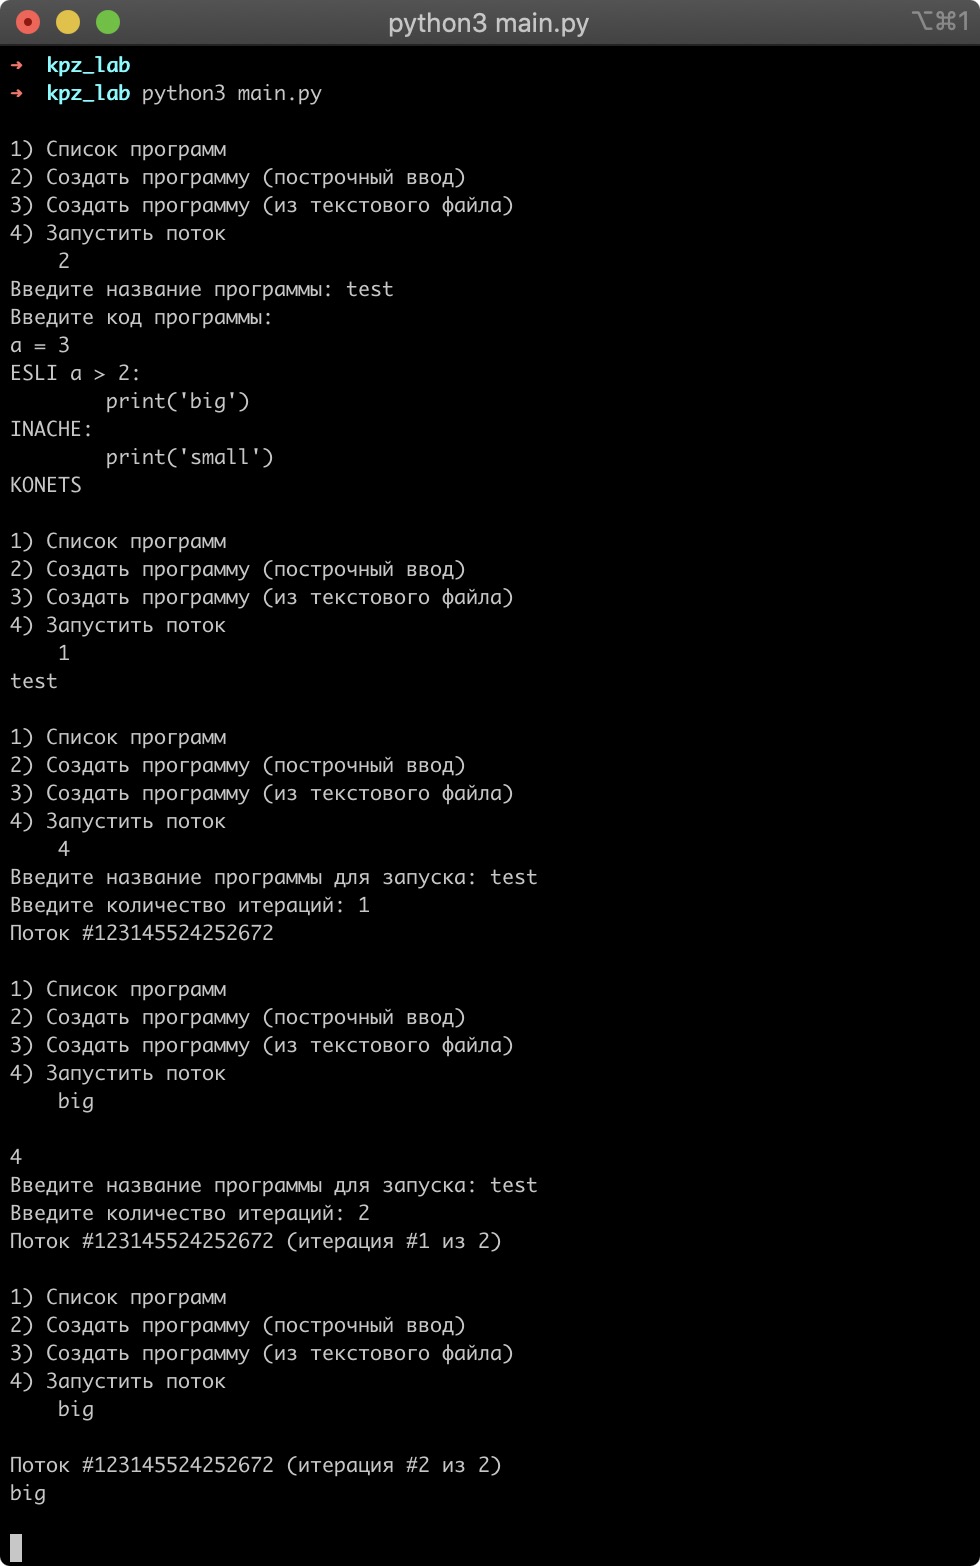 python3 main.py
⌥⌘1
➜  kpz_lab
➜  kpz_lab python3 main.py

1) Список программ
2) Создать программу (построчный ввод)
3) Создать программу (из текстового файла)
4) Запустить поток
    2
Введите название программы: test
Введите код программы:
a = 3
ESLI a > 2:
        print('big')
INACHE:
        print('small')
KONETS

1) Список программ
2) Создать программу (построчный ввод)
3) Создать программу (из текстового файла)
4) Запустить поток
    1
test

1) Список программ
2) Создать программу (построчный ввод)
3) Создать программу (из текстового файла)
4) Запустить поток
    4
Введите название программы для запуска: test
Введите количество итераций: 1
Поток #123145524252672

1) Список программ
2) Создать программу (построчный ввод)
3) Создать программу (из текстового файла)
4) Запустить поток
    big

4
Введите название программы для запуска: test
Введите количество итераций: 2
Поток #123145524252672 (итерация #1 из 2)

1) Список программ
2) Создать программу (построчный ввод)
3) Создать программу (из текстового файла)
4) Запустить поток
    big

Поток #123145524252672 (итерация #2 из 2)
big